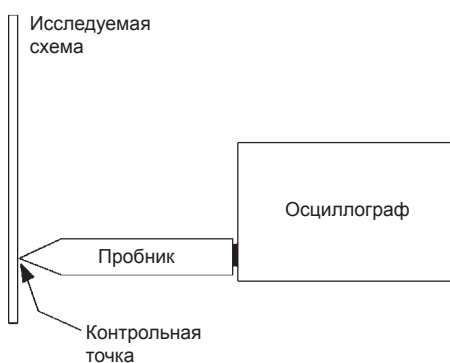 Исследуемая
схема
Осциллограф
Пробник
Контрольная
точка